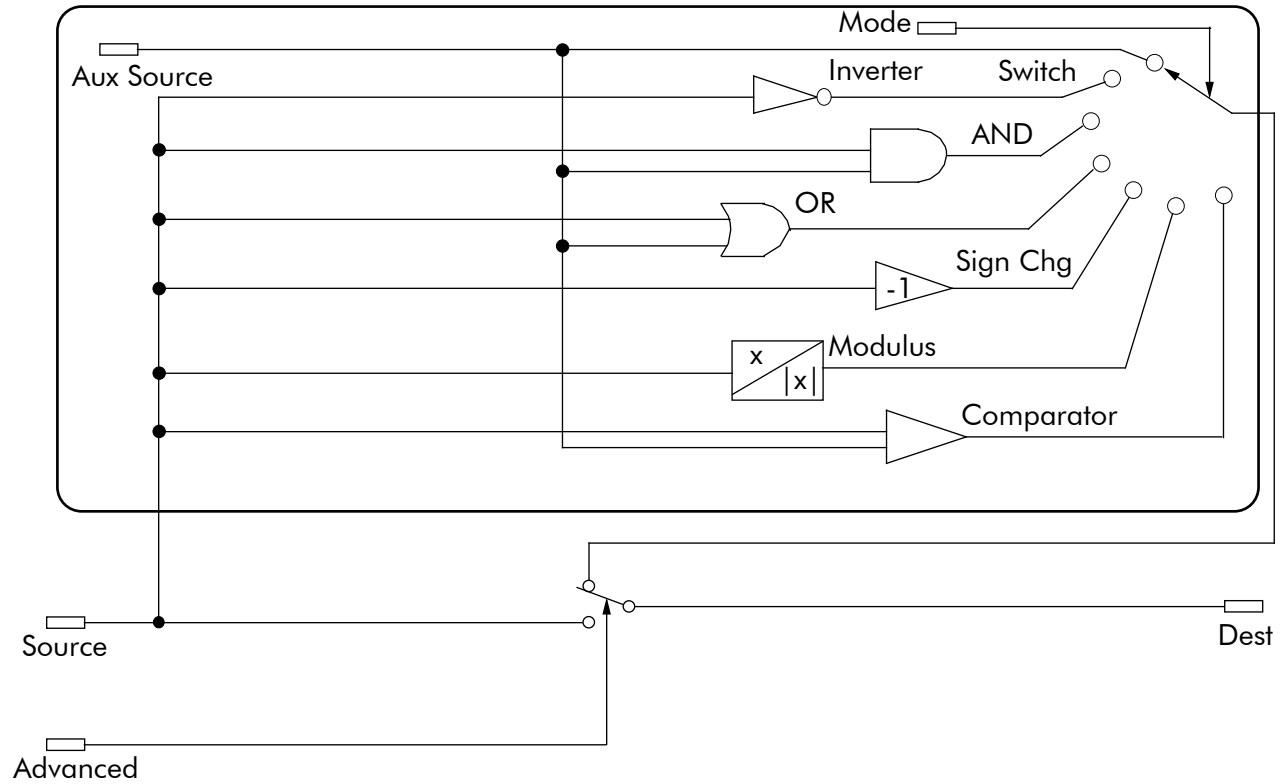 Mode
Aux Source
Inverter
Switch
AND
OR
Sign Chg
-1
Modulus
x
|x|
Comparator
Source
Dest
Advanced